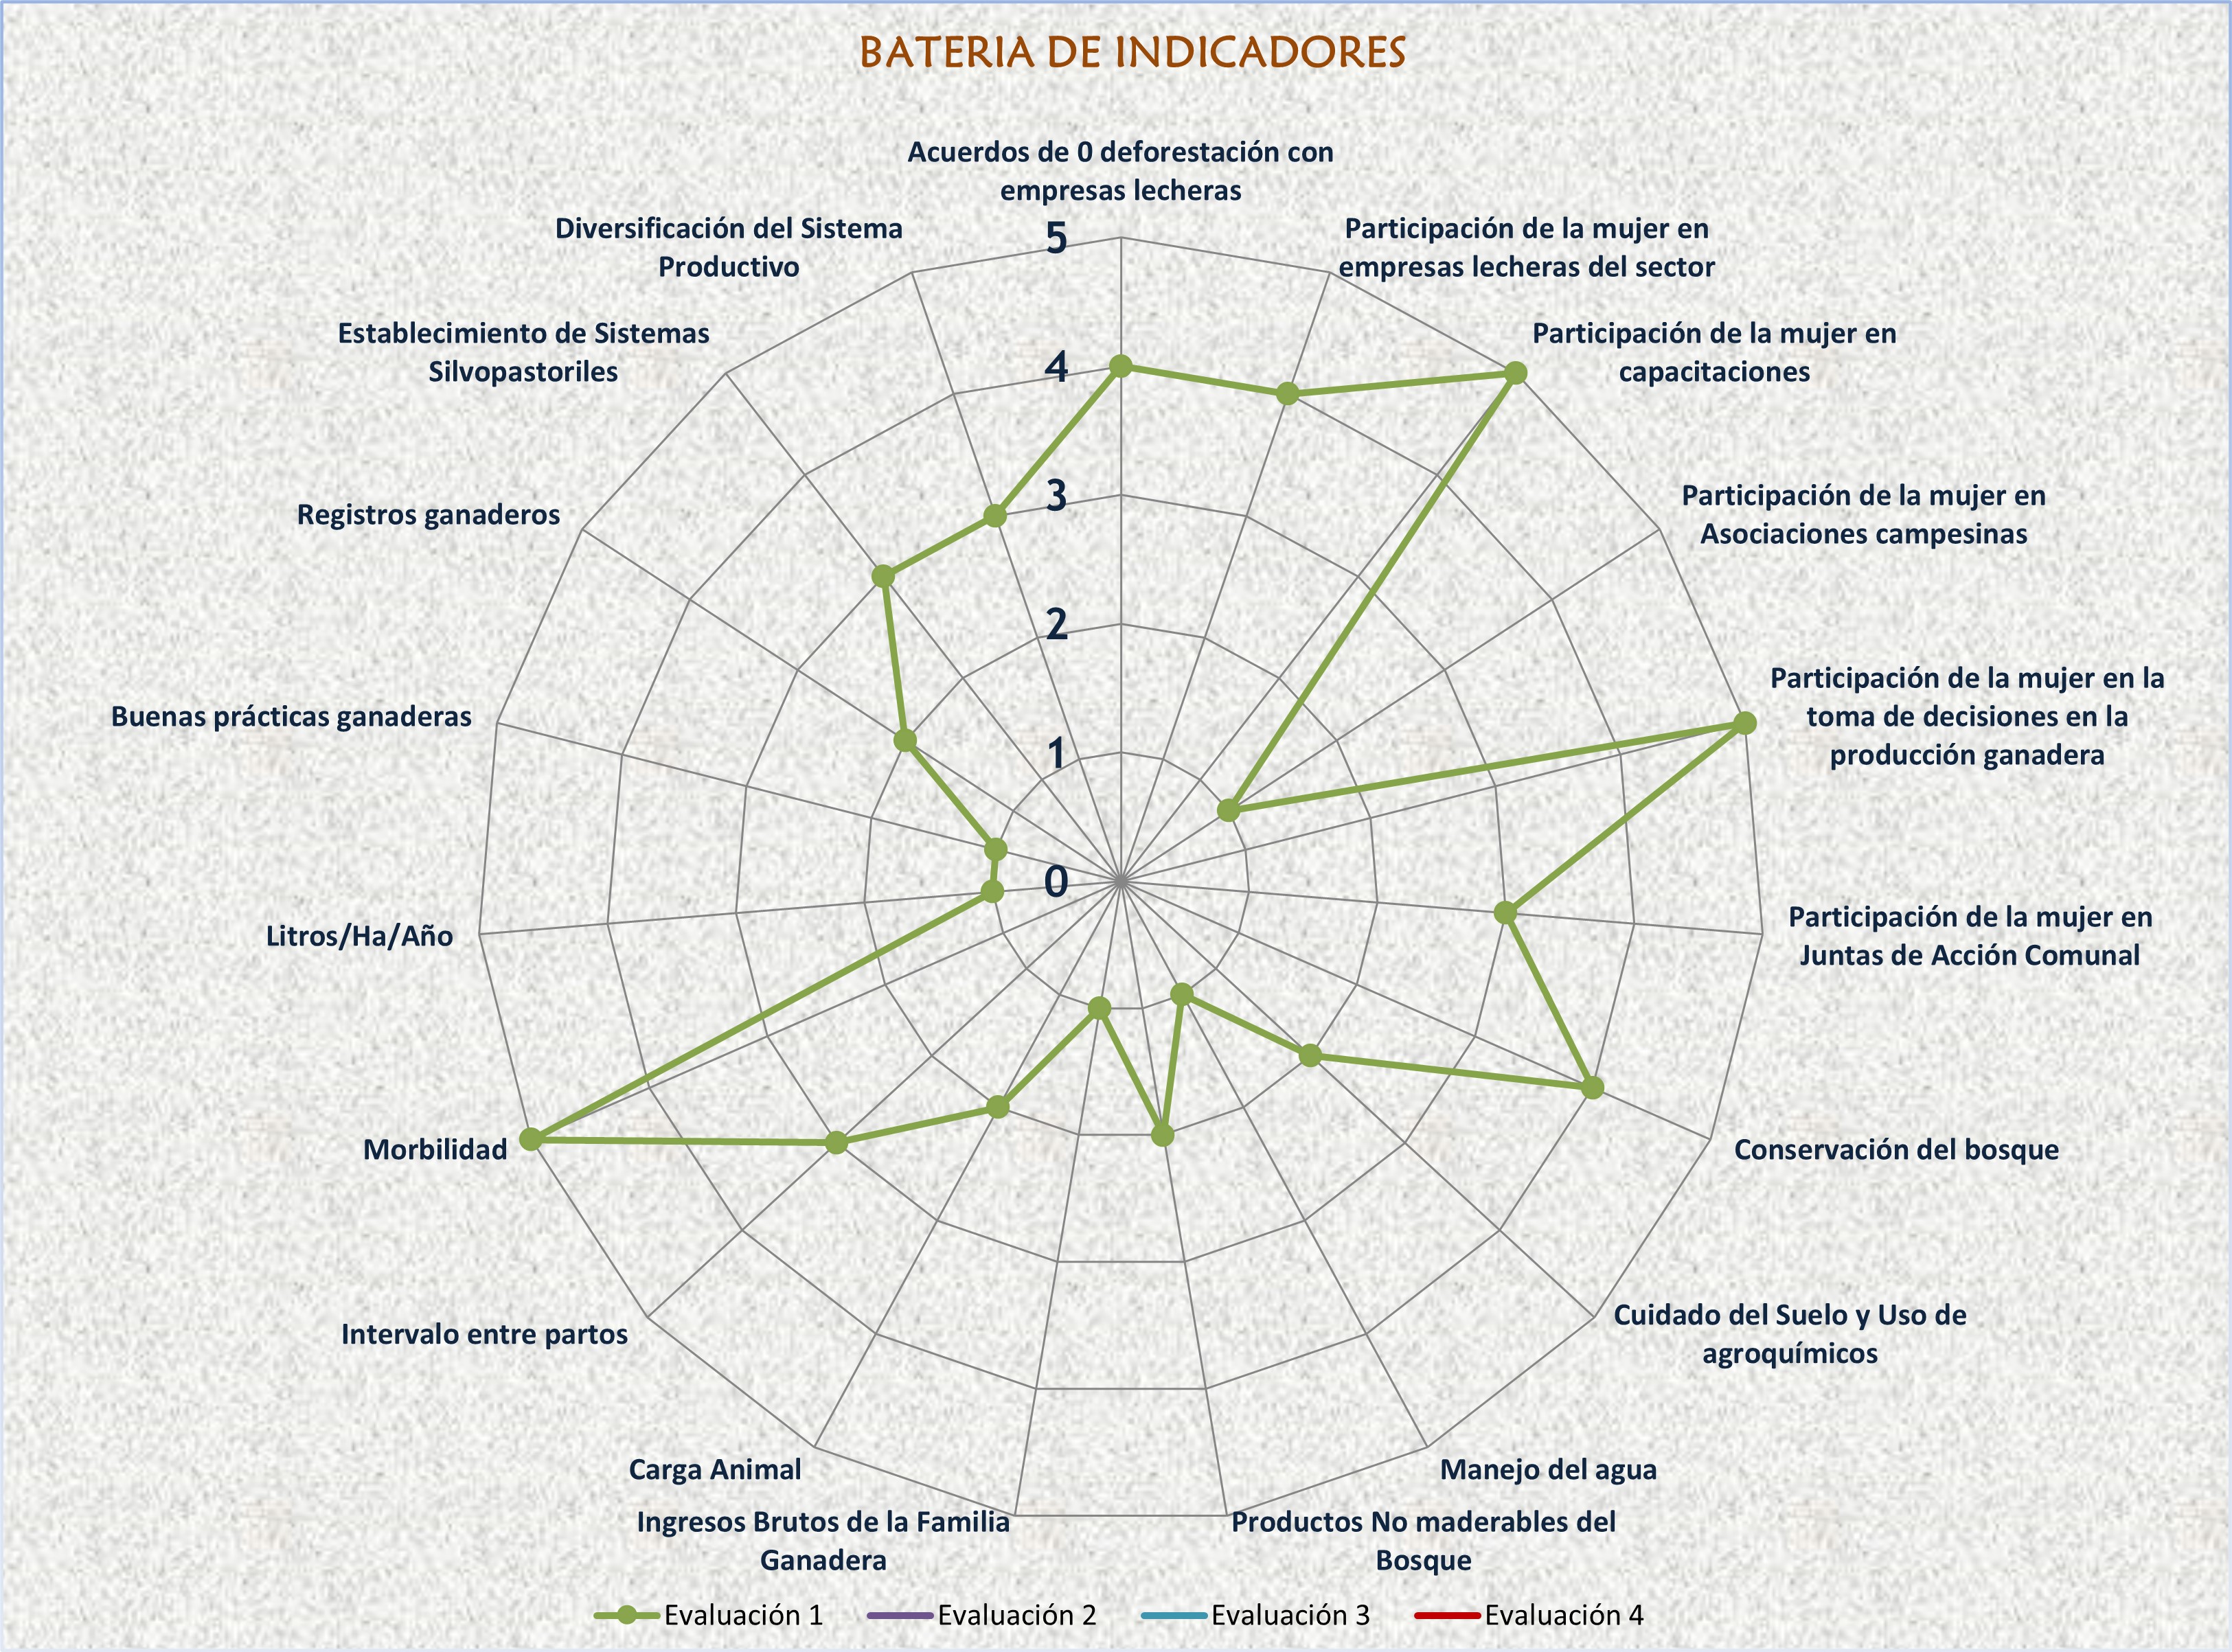 BATERIA DE INDICADORES
Acuerdos de 0 deforestación con
empresas lecheras
Participación de la mujer en
empresas lecheras del sector
Participación de la mujer en
capacitaciones
Participación de la mujer en
Asociaciones campesinas
Participación de la mujer en la
toma de decisiones en la
producción ganadera
Participación de la mujer en
Juntas de Acción Comunal
Conservación del bosque
Cuidado del Suelo y Uso de
agroquímicos
Manejo del agua
Productos No maderables del
Bosque
Ingresos Brutos de la Familia
Ganadera
Carga Animal
Intervalo entre partos
Morbilidad
Litros/Ha/Año
Buenas prácticas ganaderas
Registros ganaderos
Establecimiento de Sistemas
Silvopastoriles
Diversificación del Sistema
Productivo
5
4
3
2
1
0
Evaluación 1 Evaluación 2 Evaluación 3 Evaluación 4